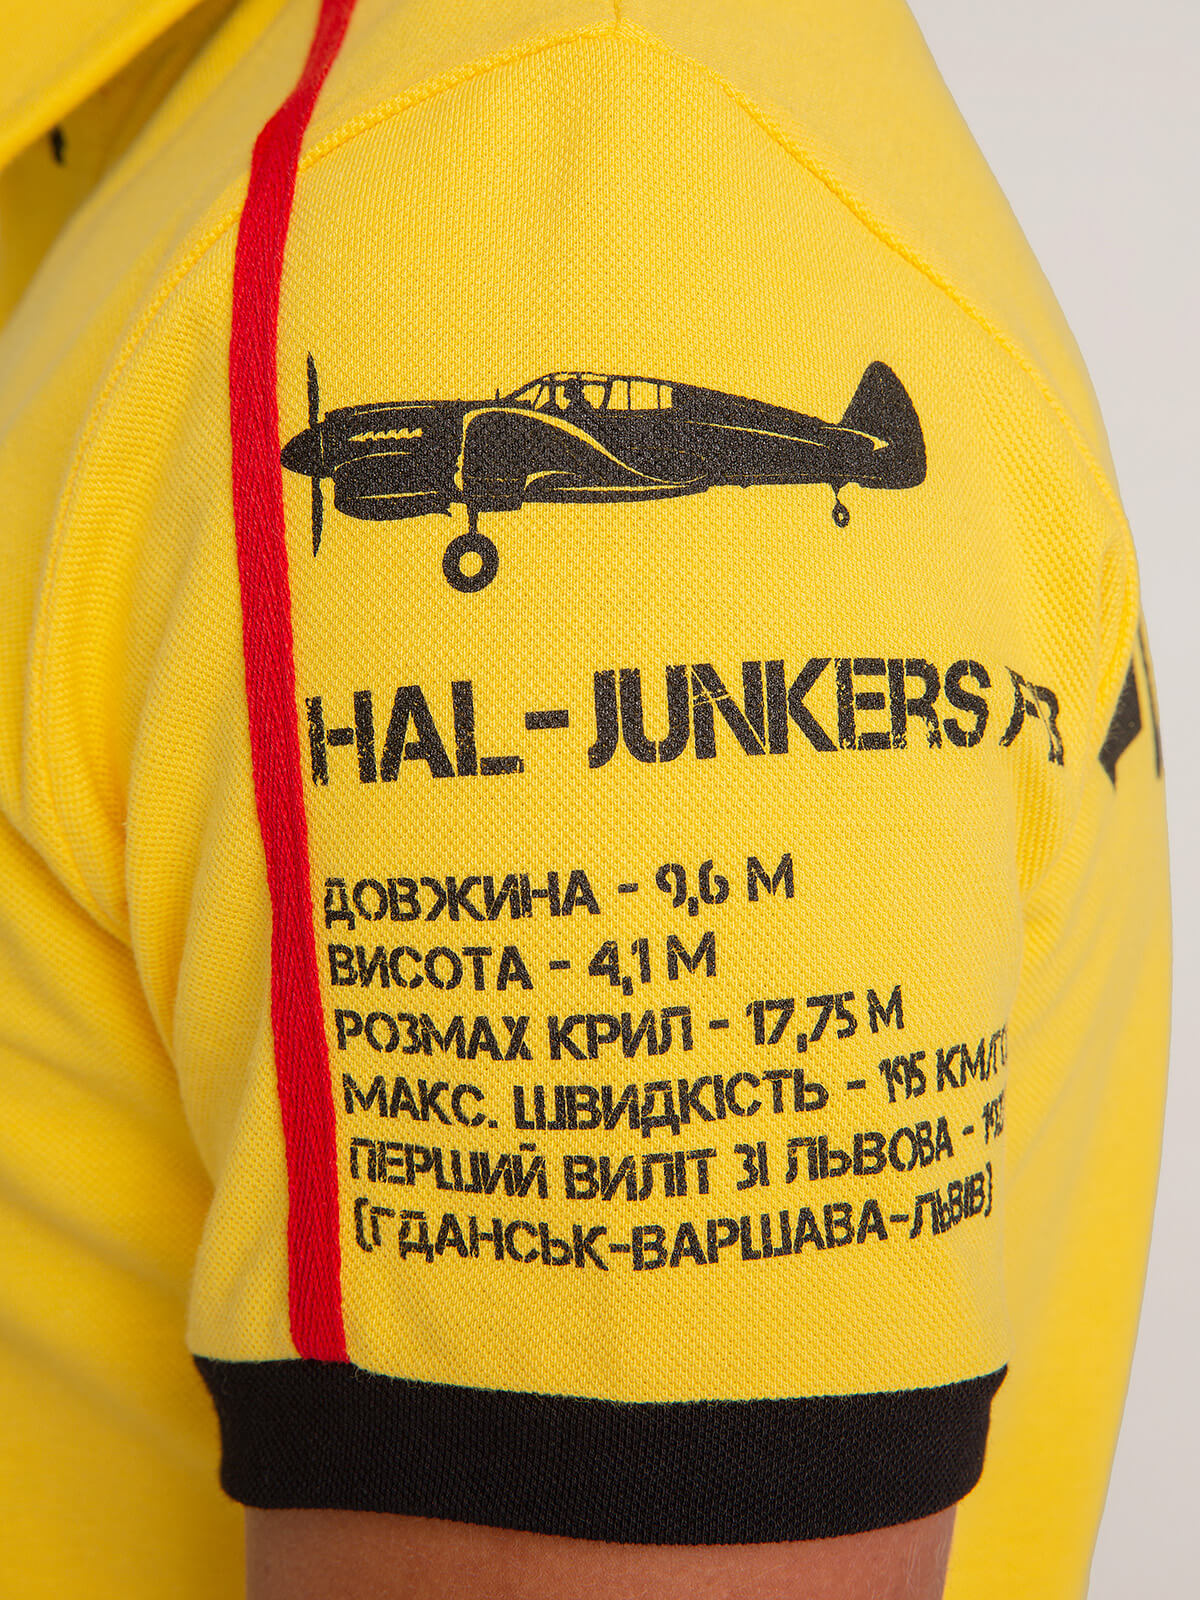 HAL-JUNKERS
ДОВЖИНА - 9,6 М
ВИСОТА - 4,1 М
РОЗМАХ КРИЛ - 17,75 М
МАКС. ШВИДКІСТЬ - 195
ПЕРШИЙ ВИЛІТ ЗІ ЛЬВОВА -
(ГДАНСЬК-ВАРШАВА-ЛЬВІВ)